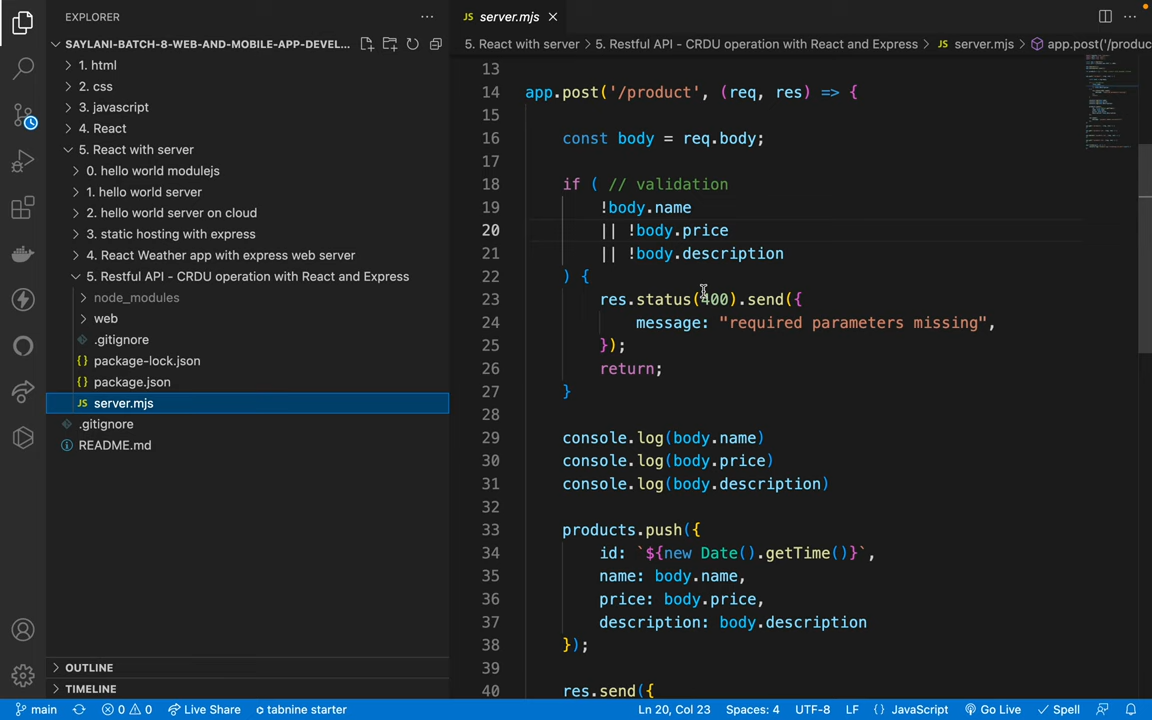 EXPLORER
SAYLANI-BATCH-8-WEB-AND-MOBILE-APP-DEVEL...
1. html
2. css
3. javascript
4. React
5. React with server
0. hello world modulejs
1. hello world server
2. hello world server on cloud
3. static hosting with express
4. React Weather app with express web server
5. Restful API - CRDU operation with React and Express
node_modules
web
.gitignore
package-lock.json
package.json
JS server.mjs
.gitignore
README.md
OUTLINE
TIMELINE
JS server.mjs
5. React with server > 5. Restful API - CRDU operation with React and Express > JS server.mjs > app.post('/produc
13
14 app.post('/product', (req, res) => {
15
16 const body = req.body;
17
18 if ( // validation
19 !body.name
20 || !body.price
21 || !body.description
22 ) {
23 res.status(400).send({
24 message: "required parameters missing",
25 });
26 return;
27 }
28
29 console.log(body.name)
30 console.log(body.price)
31 console.log(body.description)
32
33 products.push({
34 id: `${new Date().getTime()}`,
35 name: body.name,
36 price: body.price,
37 description: body.description
38 });
39
40 res.send({
main 0 0 Live Share tabnine starter Ln 20, Col 23 Spaces: 4 UTF-8 LF {} JavaScript Go Live Spell